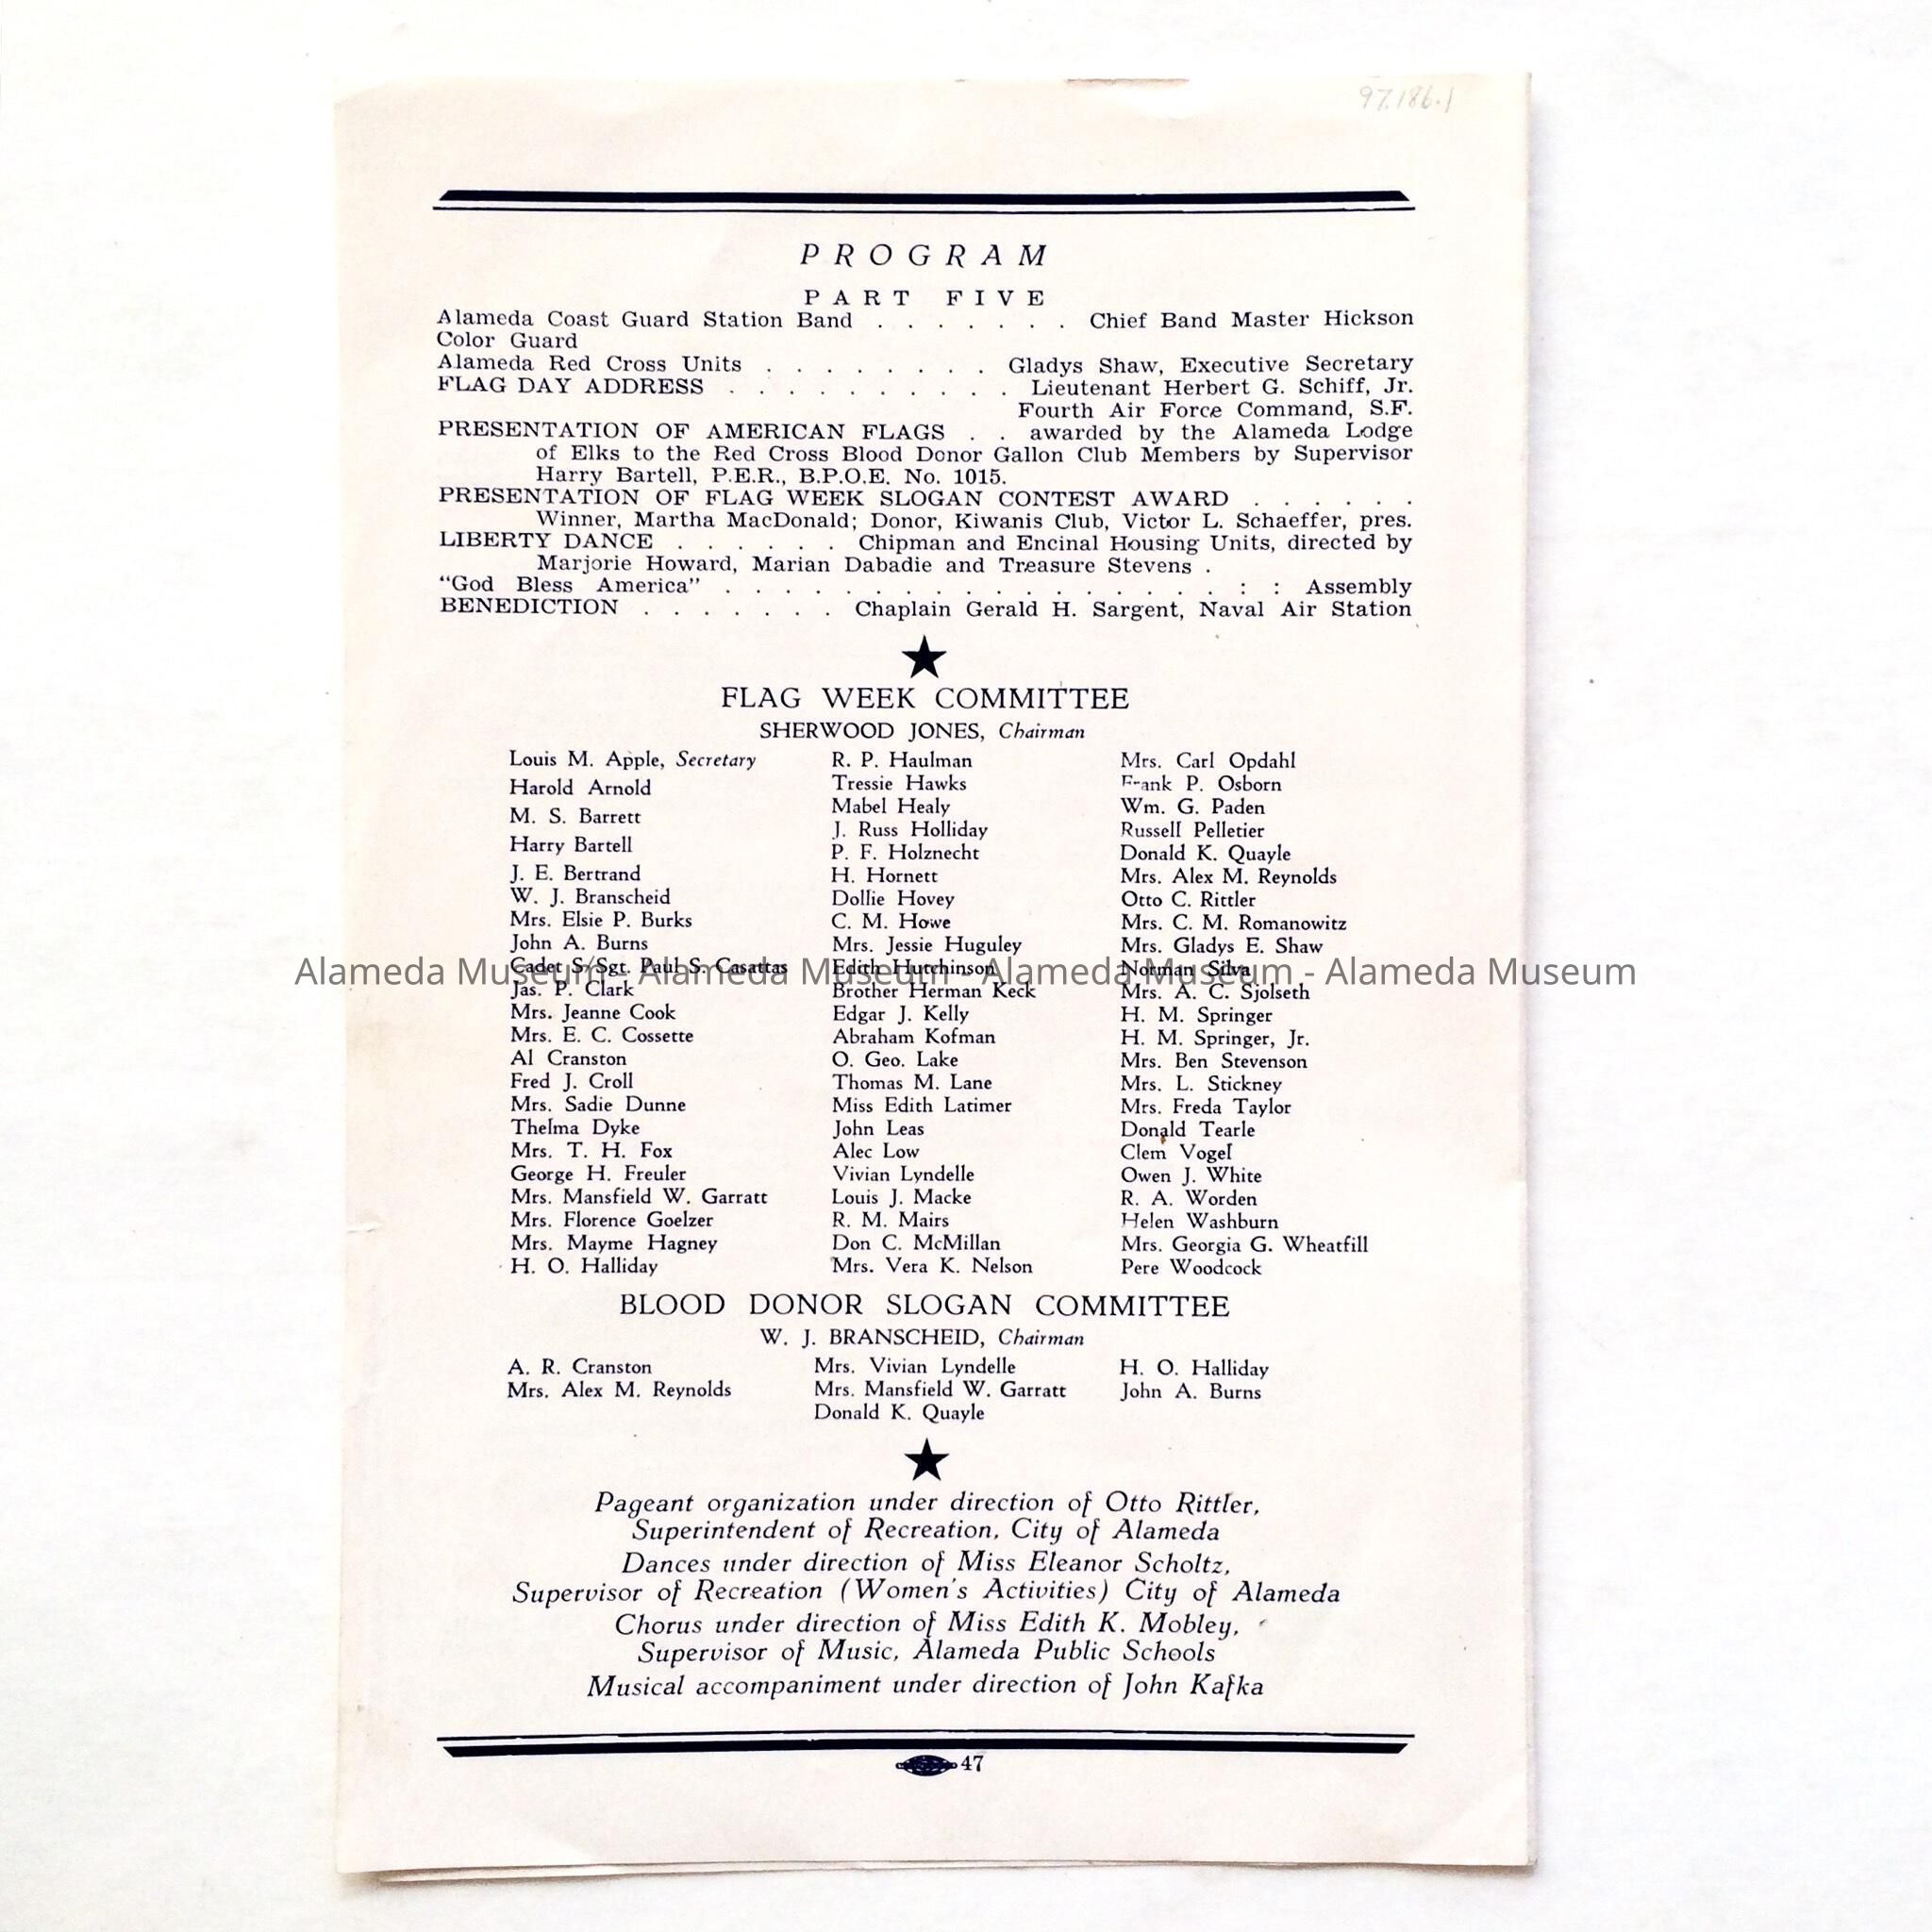 97.186.1
PROGRAM
PART FIVE
Alameda Coast Guard Station Band . . . . . . . Chief Band Master Hickson
Color Guard
Alameda Red Cross Units . . . . . . . . Gladys Shaw, Executive Secretary
FLAG DAY ADDRESS . . . . . . . . . . Lieutenant Herbert G. Schiff, Jr.
Fourth Air Force Command, S.F.
PRESENTATION OF AMERICAN FLAGS . . awarded by the Alameda Lodge
of Elks to the Red Cross Blood Donor Gallon Club Members by Supervisor
Harry Bartell, P.E.R., B.P.O.E. No. 1015.
PRESENTATION OF FLAG WEEK SLOGAN CONTEST AWARD . . . . . .
Winner, Martha MacDonald; Donor, Kiwanis Club, Victor L. Schaeffer, pres.
LIBERTY DANCE . . . . . . Chipman and Encinal Housing Units, directed by
Marjorie Howard, Marian Dabadie and Treasure Stevens .
"God Bless America" . . . . . . . . . . . . . . . . : : Assembly
BENEDICTION . . . . . . . Chaplain Gerald H. Sargent, Naval Air Station
FLAG WEEK COMMITTEE
SHERWOOD JONES, Chairman
Louis M. Apple, Secretary
Harold Arnold
M. S. Barrett
Harry Bartell
J. E. Bertrand
W. J. Branscheid
Mrs. Elsie P. Burks
John A. Burns
Cadet S/Sgt. Paul S. Casattas
Jas. P. Clark
Mrs. Jeanne Cook
Mrs. E. C. Cossette
Al Cranston
Fred J. Croll
Mrs. Sadie Dunne
Thelma Dyke
Mrs. T. H. Fox
George H. Freuler
Mrs. Mansfield W. Garratt
Mrs. Florence Goelzer
Mrs. Mayme Hagney
H. O. Halliday
R. P. Haulman
Tressie Hawks
Mabel Healy
J. Russ Holliday
P. F. Holznecht
H. Hornett
Dollie Hovey
C. M. Howe
Mrs. Jessie Huguley
Edith Hutchinson
Brother Herman Keck
Edgar J. Kelly
Abraham Kofman
O. Geo. Lake
Thomas M. Lane
Miss Edith Latimer
John Leas
Alec Low
Vivian Lyndelle
Louis J. Macke
R. M. Mairs
Don C. McMillan
Mrs. Vera K. Nelson
Mrs. Carl Opdahl
Frank P. Osborn
Wm. G. Paden
Russell Pelletier
Donald K. Quayle
Mrs. Alex M. Reynolds
Otto C. Rittler
Mrs. C. M. Romanowitz
Mrs. Gladys E. Shaw
Norman Silva
Mrs. A. C. Sjolseth
H. M. Springer
H. M. Springer, Jr.
Mrs. Ben Stevenson
Mrs. L. Stickney
Mrs. Freda Taylor
Donald Tearle
Clem Vogel
Owen J. White
R. A. Worden
Helen Washburn
Mrs. Georgia G. Wheatfill
Pere Woodcock
Alameda Museum - Alameda Museum - Alameda Museum - Alameda Museum
BLOOD DONOR SLOGAN COMMITTEE
W. J. BRANSCHEID, Chairman
A. R. Cranston
Mrs. Alex M. Reynolds
Mrs. Vivian Lyndelle
Mrs. Mansfield W. Garratt
Donald K. Quayle
H. O. Halliday
John A. Burns
Pageant organization under direction of Otto Rittler,
Superintendent of Recreation, City of Alameda
Dances under direction of Miss Eleanor Scholtz,
Supervisor of Recreation (Women's Activities) City of Alameda
Chorus under direction of Miss Edith K. Mobley,
Supervisor of Music, Alameda Public Schools
Musical accompaniment under direction of John Kafka
47